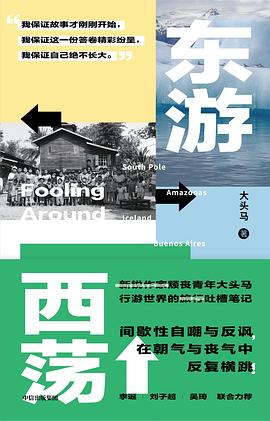 “我保证故事才刚刚开始，
我保证这一份答卷精彩纷呈，
我保证自己绝不长大。”
东游
大头马 著
South Pole
Amazonas
Fooling
Around
Iceland
Buenos Aires
西荡
新锐作家颓丧青年大头马
行游世界的旅行吐槽笔记
间歇性自嘲与反讽，
在朝气与丧气中
反复横跳
李诞 刘子超 吴琦 联合力荐
中信出版集团